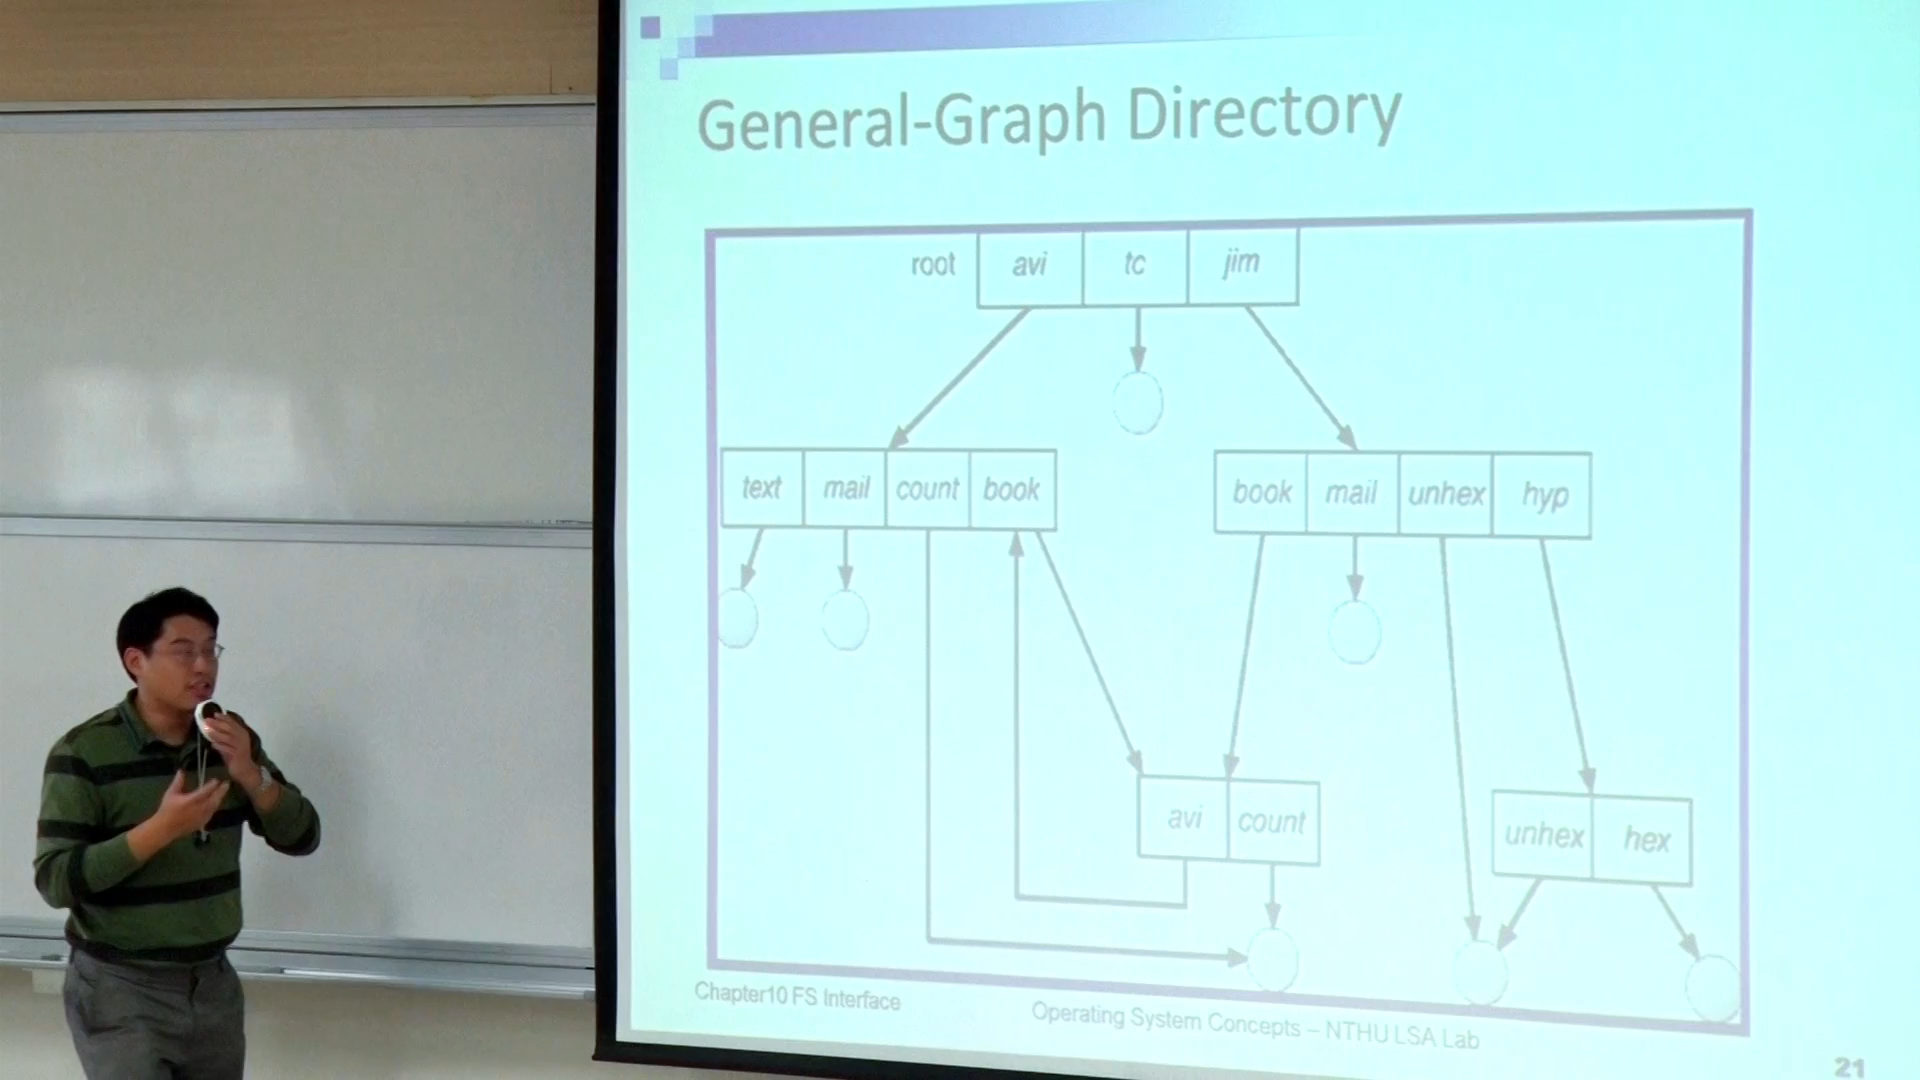 General-Graph Directory
root avi tc jim
text mail count book
book mail unhex hyp
avi count
unhex hex
Chapter10 FS Interface
Operating System Concepts – NTHU LSA Lab
21